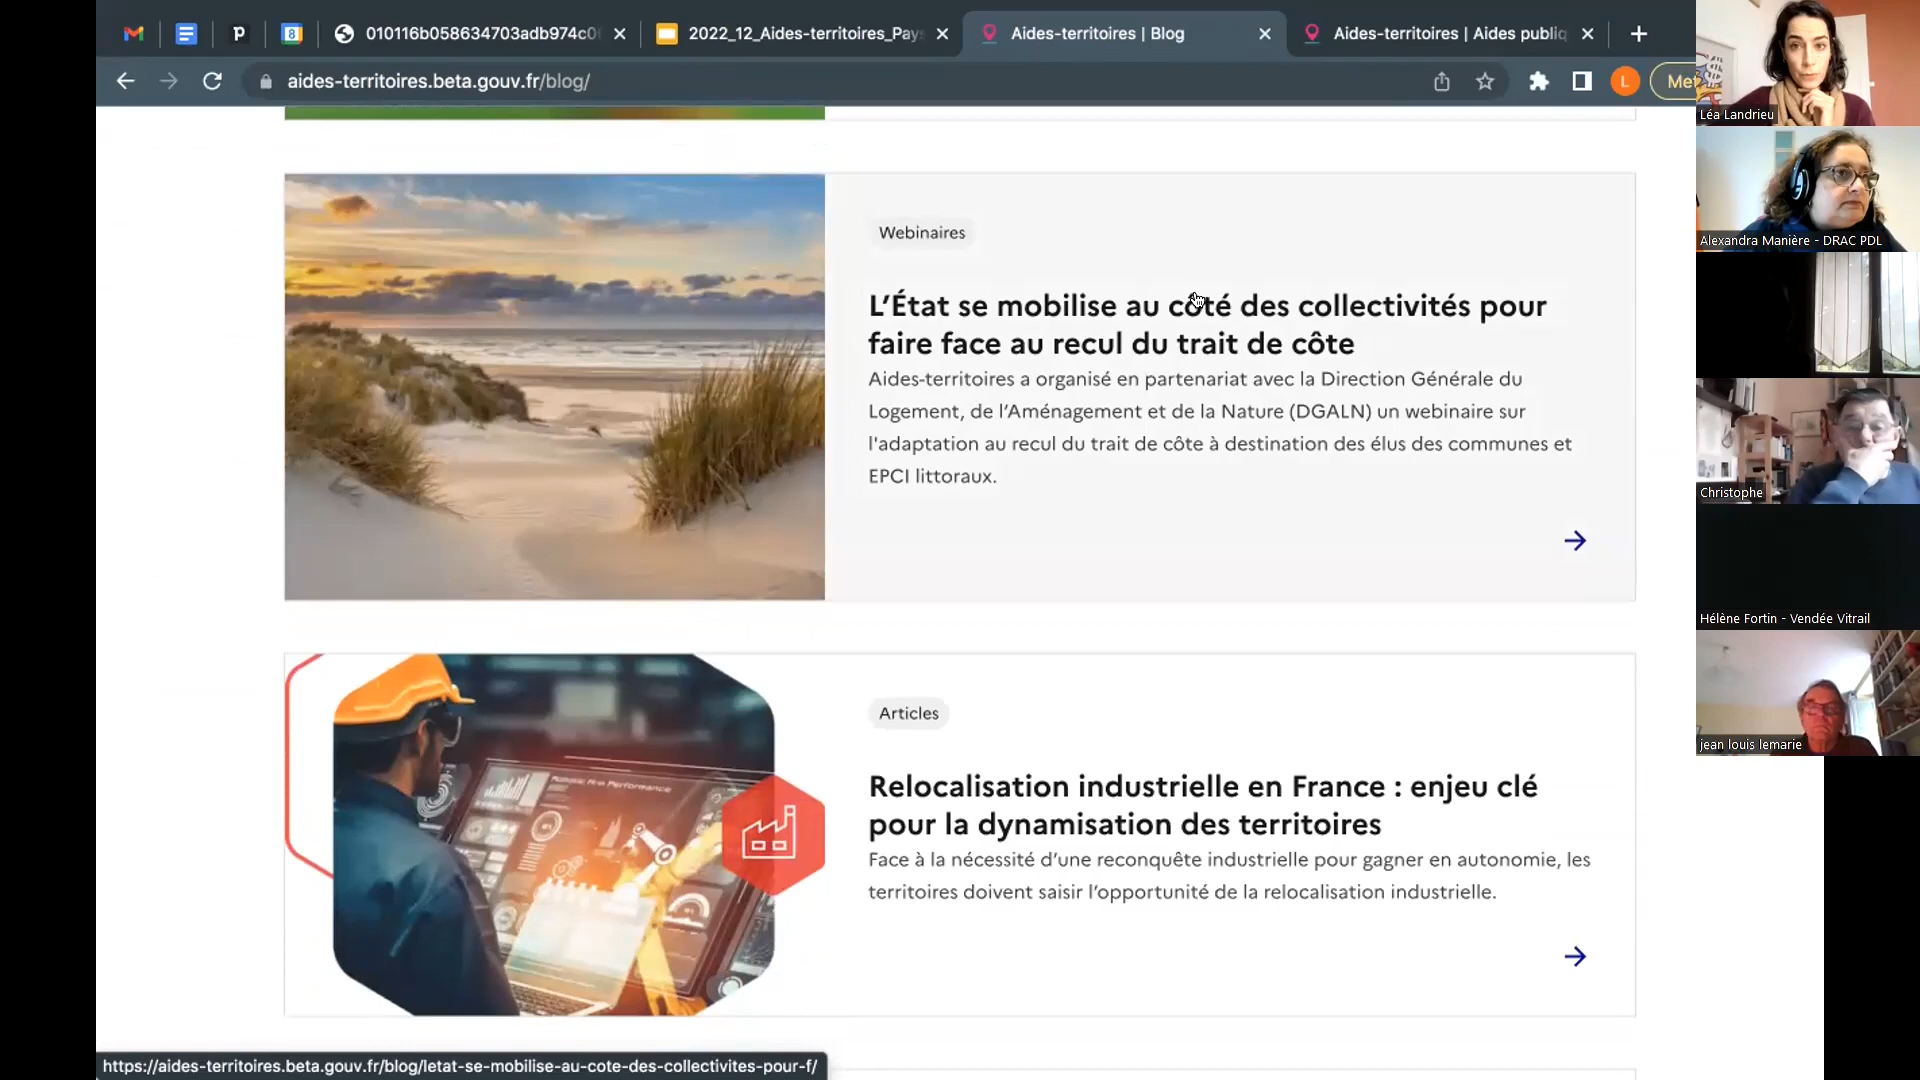 8
010116b058634703adb974c0
2022_12_Aides-territoires_Pays
Aides-territoires | Blog
Aides-territoires | Aides publiq
aides-territoires.beta.gouv.fr/blog/
L
Met
Webinaires
L’État se mobilise au côté des collectivités pour
faire face au recul du trait de côte
Aides-territoires a organisé en partenariat avec la Direction Générale du
Logement, de l’Aménagement et de la Nature (DGALN) un webinaire sur
l'adaptation au recul du trait de côte à destination des élus des communes et
EPCI littoraux.
Robotic Arm Performance
Articles
Relocalisation industrielle en France : enjeu clé
pour la dynamisation des territoires
Face à la nécessité d’une reconquête industrielle pour gagner en autonomie, les
territoires doivent saisir l’opportunité de la relocalisation industrielle.
https://aides-territoires.beta.gouv.fr/blog/letat-se-mobilise-au-cote-des-collectivites-pour-f/
Léa Landrieu
Alexandra Manière - DRAC PDL
Christophe
Hélène Fortin - Vendée Vitrail
jean louis lemarie